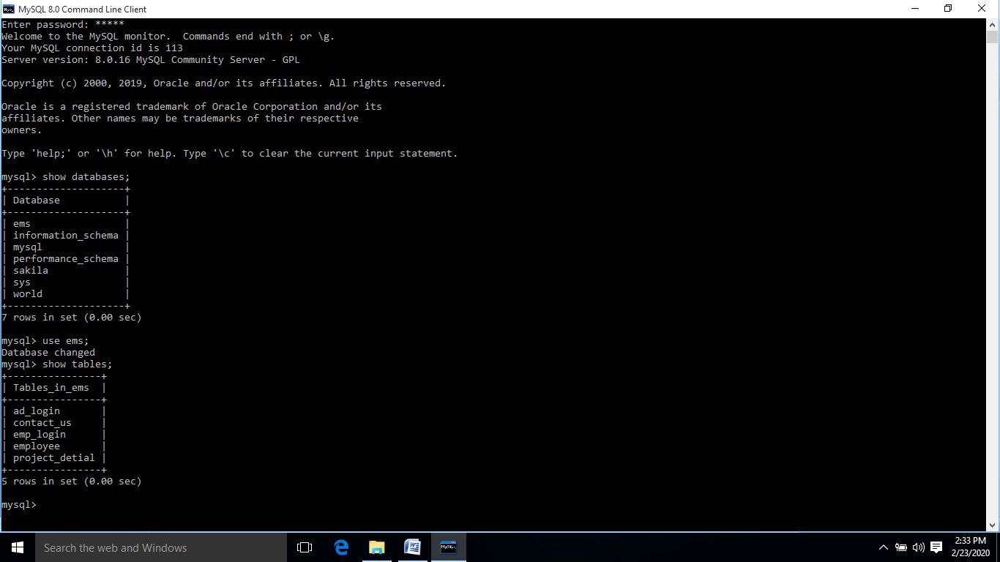 MySQL 8.0 Command Line Client
Enter password: *****
Welcome to the MySQL monitor.  Commands end with ; or \g.
Your MySQL connection id is 113
Server version: 8.0.16 MySQL Community Server - GPL

Copyright (c) 2000, 2019, Oracle and/or its affiliates. All rights reserved.

Oracle is a registered trademark of Oracle Corporation and/or its
affiliates. Other names may be trademarks of their respective
owners.

Type 'help;' or '\h' for help. Type '\c' to clear the current input statement.

mysql> show databases;
+--------------------+
| Database           |
+--------------------+
| ems                |
| information_schema |
| mysql              |
| performance_schema |
| sakila             |
| sys                |
| world              |
+--------------------+
7 rows in set (0.00 sec)

mysql> use ems;
Database changed
mysql> show tables;
+----------------+
| Tables_in_ems  |
+----------------+
| ad_login       |
| contact_us     |
| emp_login      |
| employee       |
| project_detial |
+----------------+
5 rows in set (0.00 sec)

mysql>
Search the web and Windows
2:33 PM
2/23/2020